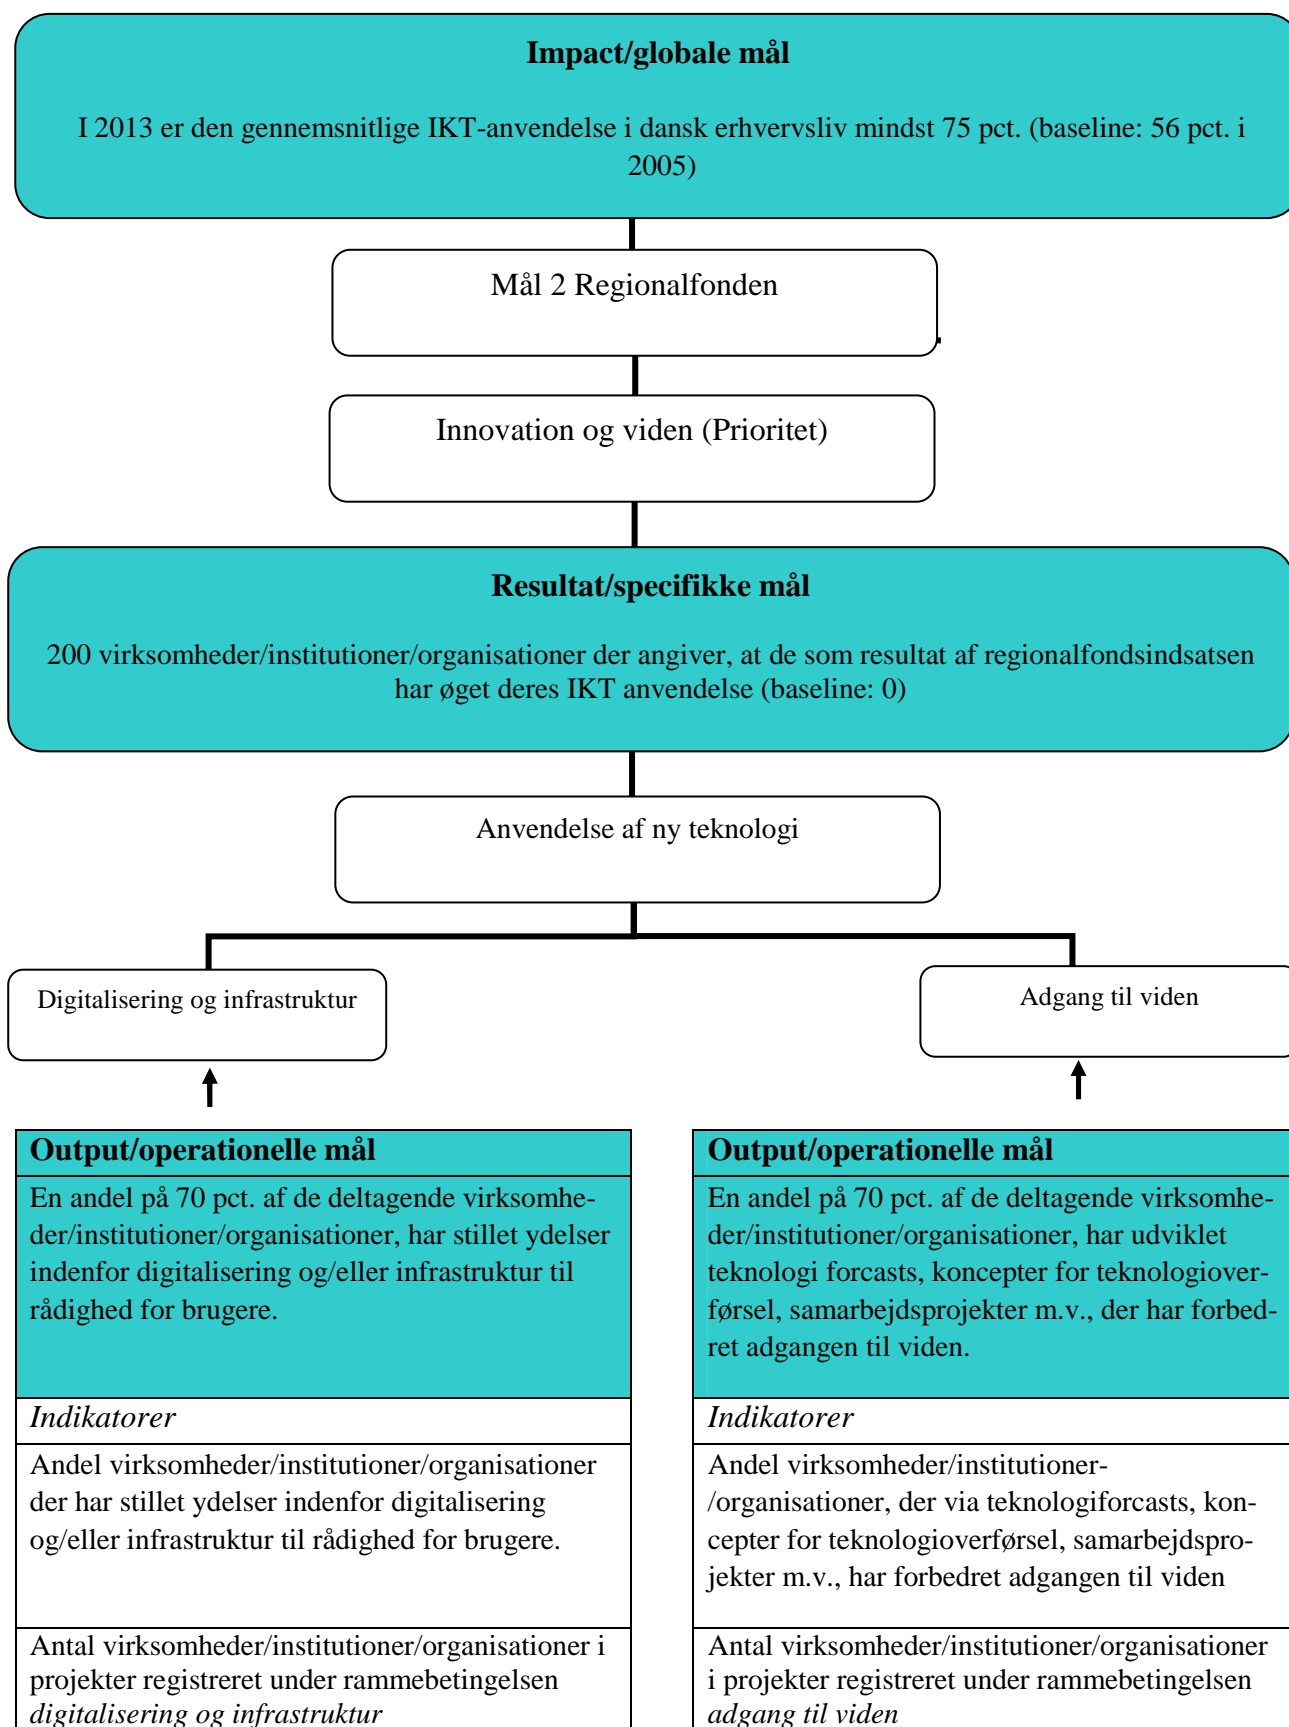 Impact/globale mål
I 2013 er den gennemsnitlige IKT-anvendelse i dansk erhvervsliv mindst 75 pct. (baseline: 56 pct. i
2005)
Mål 2 Regionalfonden
Innovation og viden (Prioritet)
Resultat/specifikke mål
200 virksomheder/institutioner/organisationer der angiver, at de som resultat af regionalfondsindsatsen
har øget deres IKT anvendelse (baseline: 0)
Anvendelse af ny teknologi
Digitalisering og infrastruktur
Adgang til viden
Output/operationelle mål
En andel på 70 pct. af de deltagende virksomhe-
der/institutioner/organisationer, har stillet ydelser
indenfor digitalisering og/eller infrastruktur til
rådighed for brugere.
Indikatorer
Andel virksomheder/institutioner/organisationer
der har stillet ydelser indenfor digitalisering
og/eller infrastruktur til rådighed for brugere.
Antal virksomheder/institutioner/organisationer i
projekter registreret under rammebetingelsen
digitalisering og infrastruktur
Output/operationelle mål
En andel på 70 pct. af de deltagende virksomhe-
der/institutioner/organisationer, har udviklet
teknologi forcasts, koncepter for teknologiover-
førsel, samarbejdsprojekter m.v., der har forbed-
ret adgangen til viden.
Indikatorer
Andel virksomheder/institutioner-
/organisationer, der via teknologiforcasts, kon-
cepter for teknologioverførsel, samarbejdspro-
jekter m.v., har forbedret adgangen til viden
Antal virksomheder/institutioner/organisationer
i projekter registreret under rammebetingelsen
adgang til viden